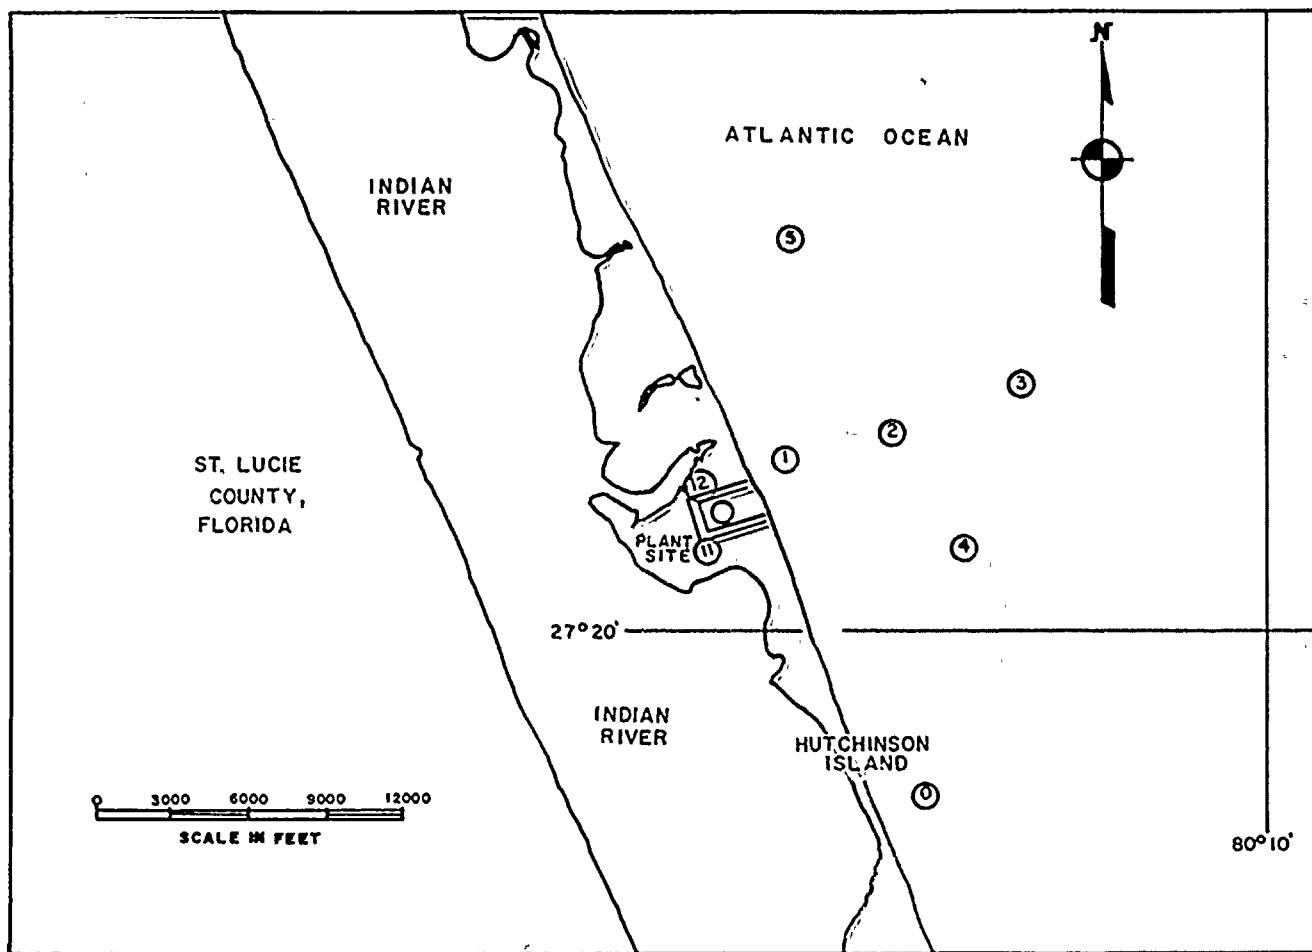 N
ATLANTIC OCEAN
INDIAN
RIVER
5
3
2
1
ST. LUCIE
COUNTY,
FLORIDA
12
PLANT
SITE
11
4
27°20'
INDIAN
RIVER
HUTCHINSON
ISLAND
0
0 3000 6000 9000 12000
SCALE IN FEET
80°10'